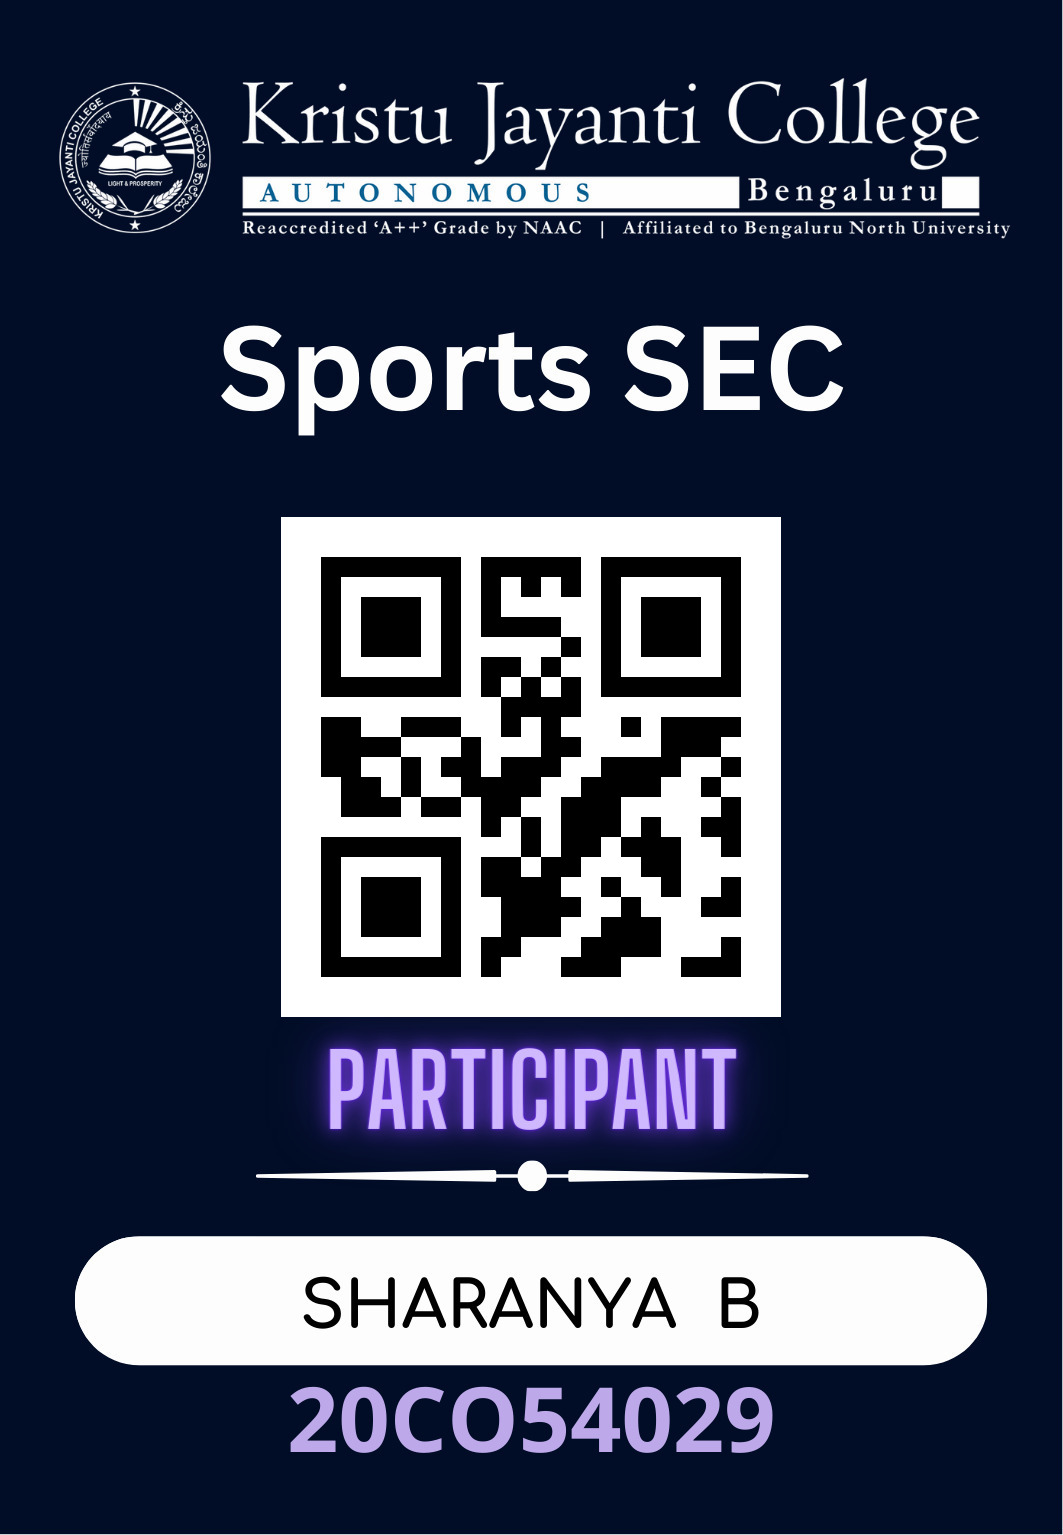 Kristu Jayanti College
AUTONOMOUS Bengaluru
Reaccredited ‘A++’ Grade by NAAC | Affiliated to Bengaluru North University
KRISTU JAYANTI COLLEGE
LIGHT & PROSPERITY
Sports SEC
PARTICIPANT
SHARANYA B
20CO54029